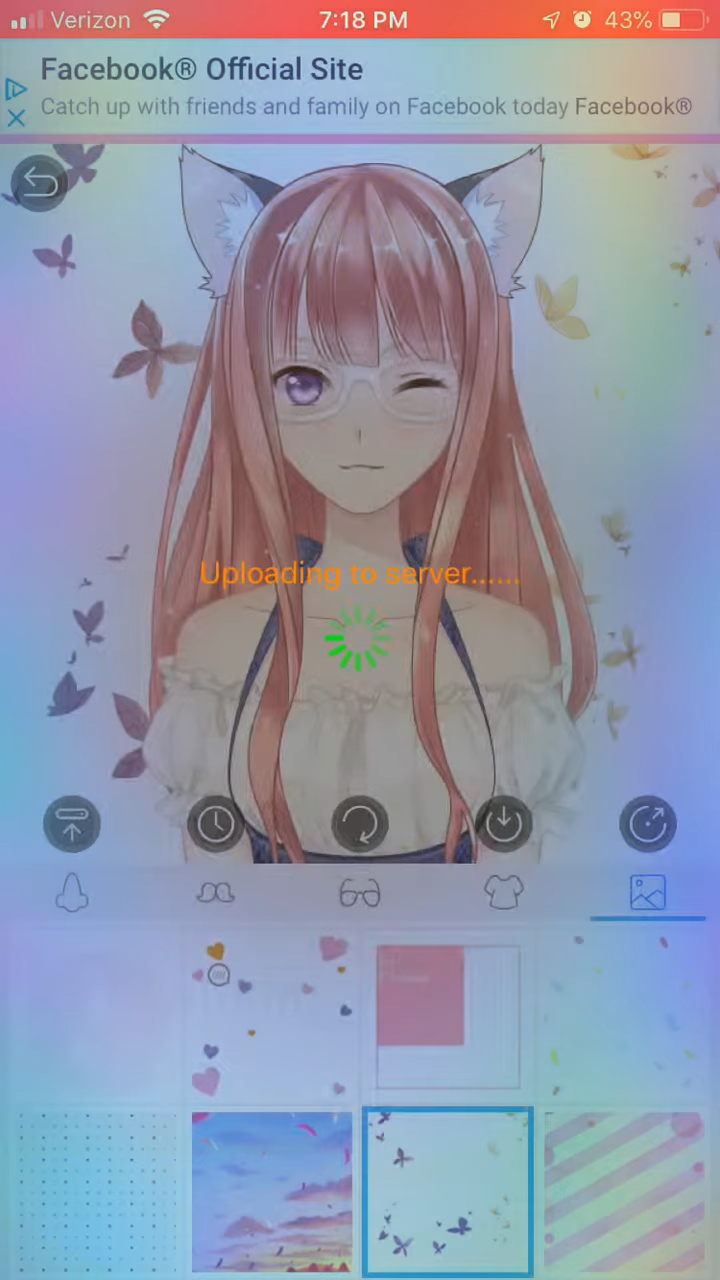 Verizon 7:18 PM 43%
Facebook® Official Site
Catch up with friends and family on Facebook today Facebook®
Uploading to server......